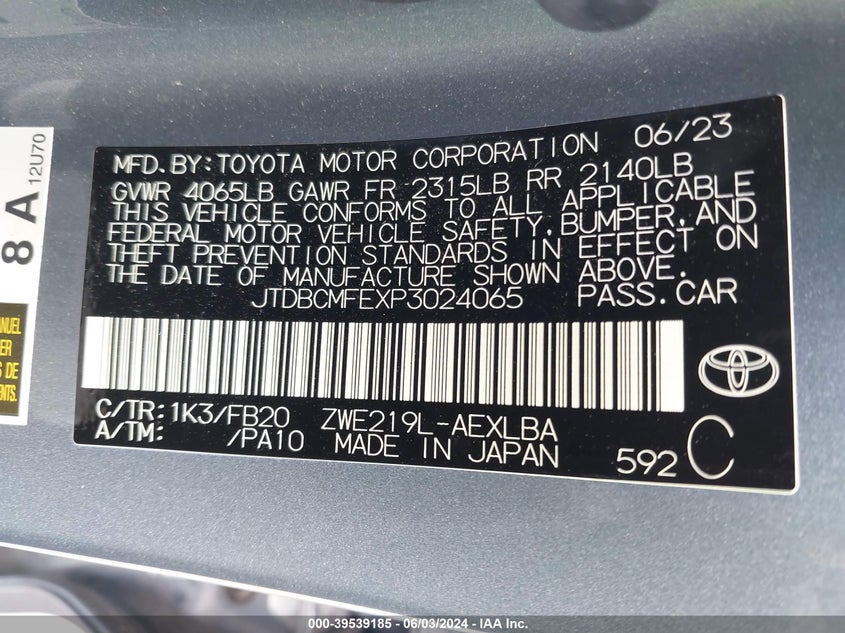 12U70
8 A
MFD.BY:TOYOTA MOTOR CORPORATION 06/23
GVWR 4065LB GAWR FR 2315LB RR 2140LB
THIS VEHICLE CONFORMS TO ALL APPLICABLE
FEDERAL MOTOR VEHICLE SAFETY,BUMPER,AND
THEFT PREVENTION STANDARDS IN EFFECT ON
THE DATE OF MANUFACTURE SHOWN ABOVE.
JTDBCMFEXP3024065 PASS.CAR
C/TR:1K3/FB20 ZWE219L-AEXLBA
A/TM: /PA10 MADE IN JAPAN 592 C
000-39539185 - 06/03/2024 - IAA Inc.